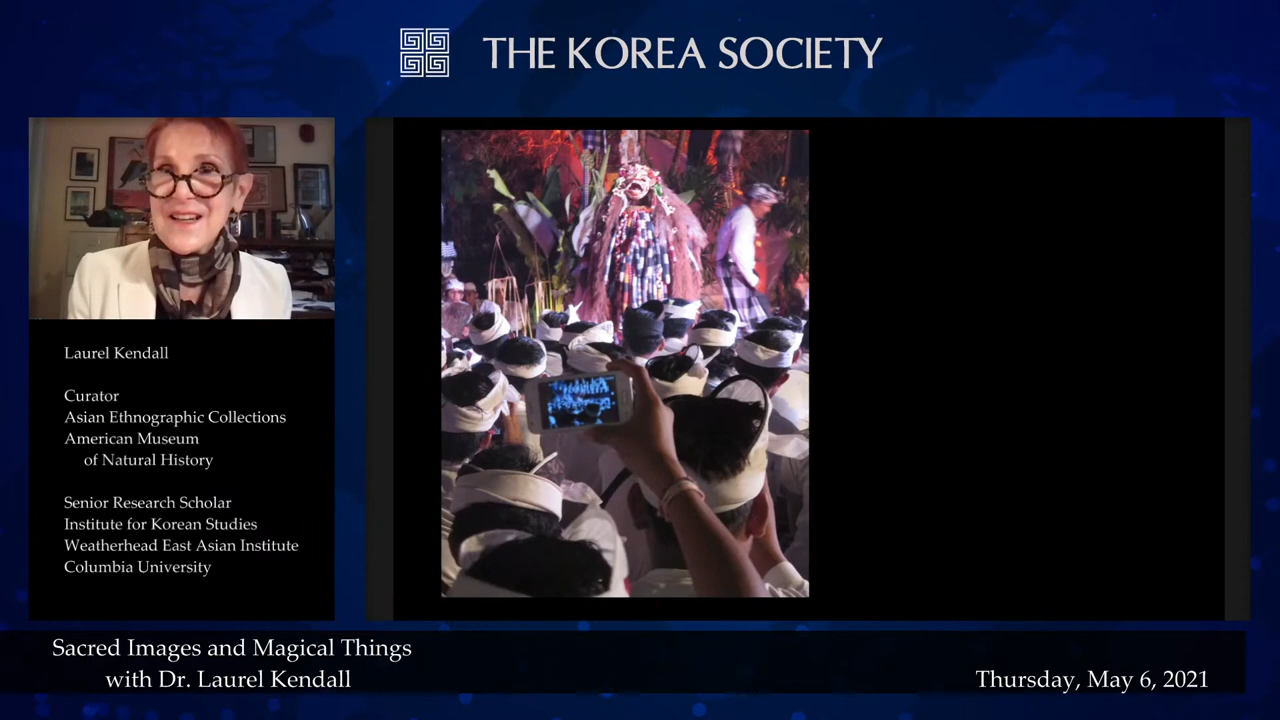 THE KOREA SOCIETY
Laurel Kendall
Curator
Asian Ethnographic Collections
American Museum
of Natural History
Senior Research Scholar
Institute for Korean Studies
Weatherhead East Asian Institute
Columbia University
Sacred Images and Magical Things
with Dr. Laurel Kendall
Thursday, May 6, 2021